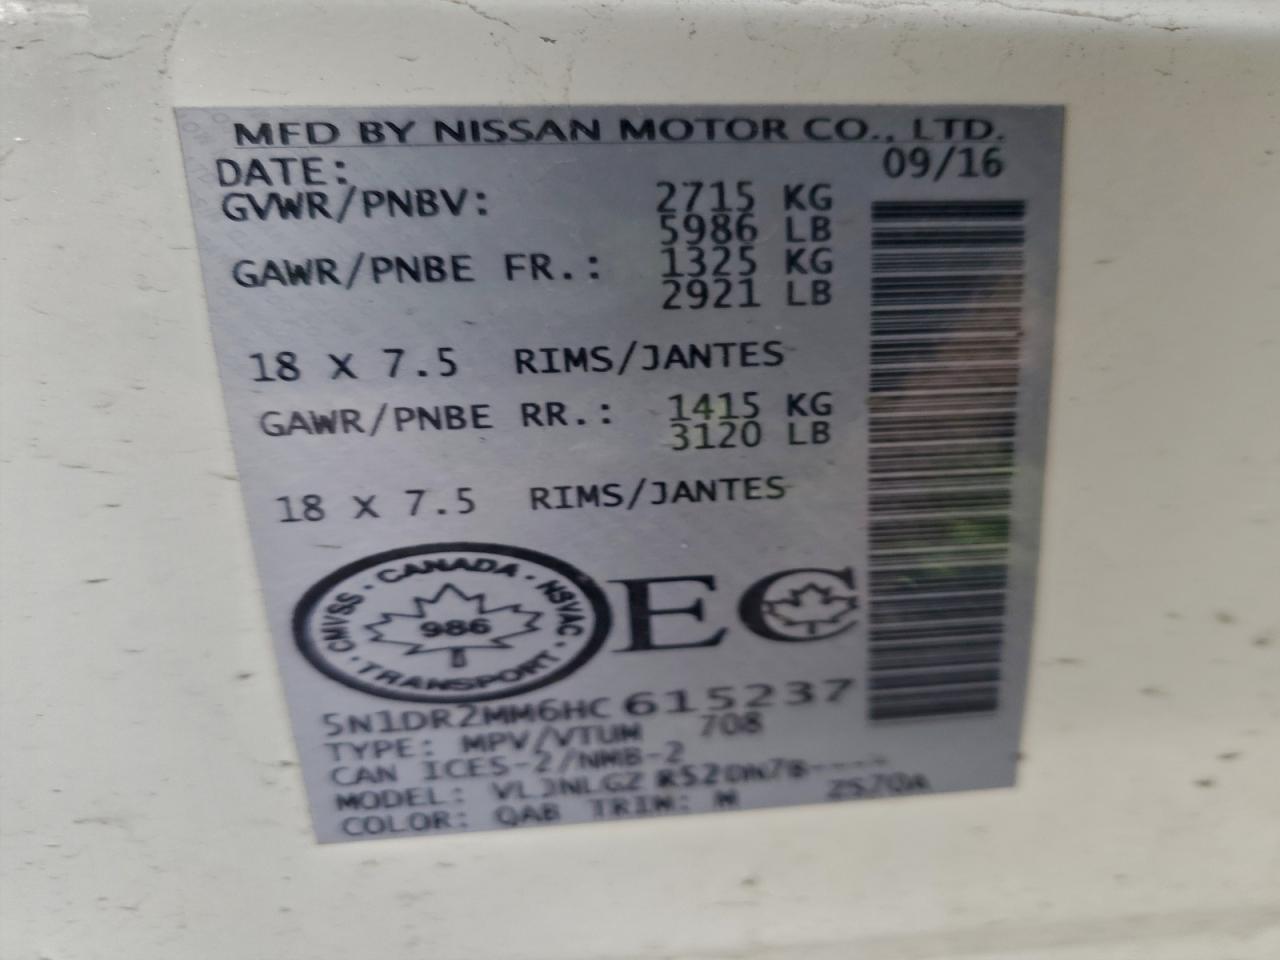 MFD BY NISSAN MOTOR CO., LTD.
DATE: 09/16
GVWR/PNBV: 2715 KG
5986 LB
GAWR/PNBE FR.: 1325 KG
2921 LB
18 X 7.5 RIMS/JANTES
GAWR/PNBE RR.: 1415 KG
3120 LB
18 X 7.5 RIMS/JANTES
CANADA · NSVAC · TRANSPORT · CMVSS
986
EC
5N1DR2MM6HC615237
TYPE: MPV/VTUM 708
CAN ICES-2/NMB-2
MODEL:
COLOR: QAB TRIM: